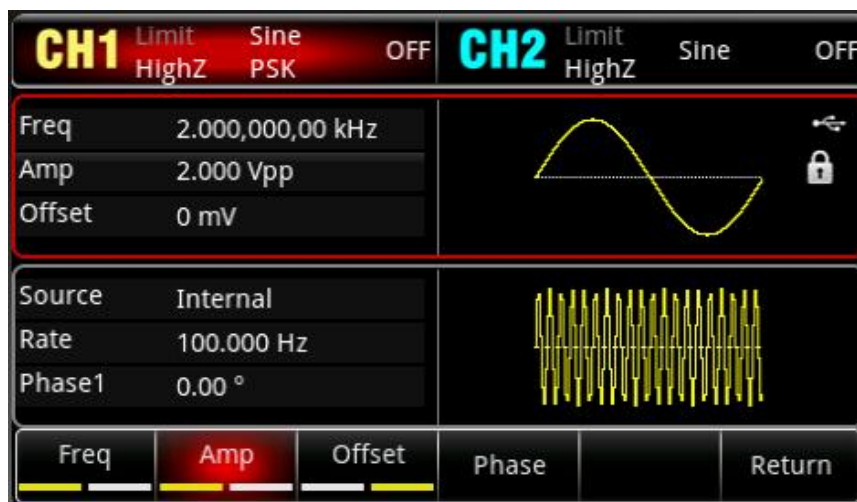 CH1 Limit Sine OFF CH2 Limit Sine OFF
HighZ PSK HighZ
Freq 2.000,000,00 kHz
Amp 2.000 Vpp
Offset 0 mV
Source Internal
Rate 100.000 Hz
Phase1 0.00 °
Freq Amp Offset Phase Return